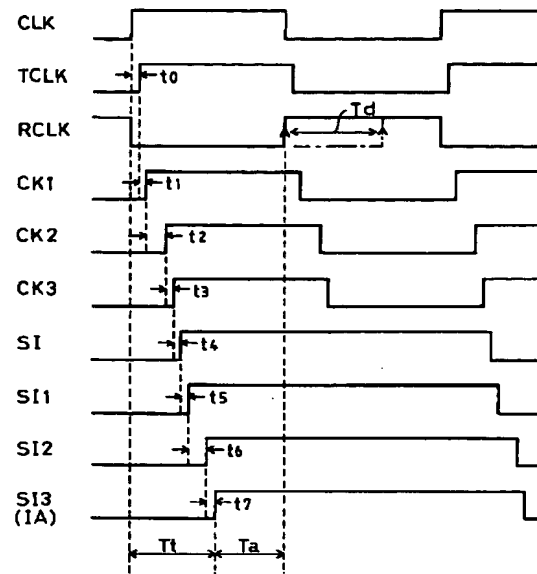 CLK
TCLK t0
RCLK Td
CK1 t1
CK2 t2
CK3 t3
SI t4
SI1 t5
SI2 t6
SI3 t7
(IA)
Tt Ta